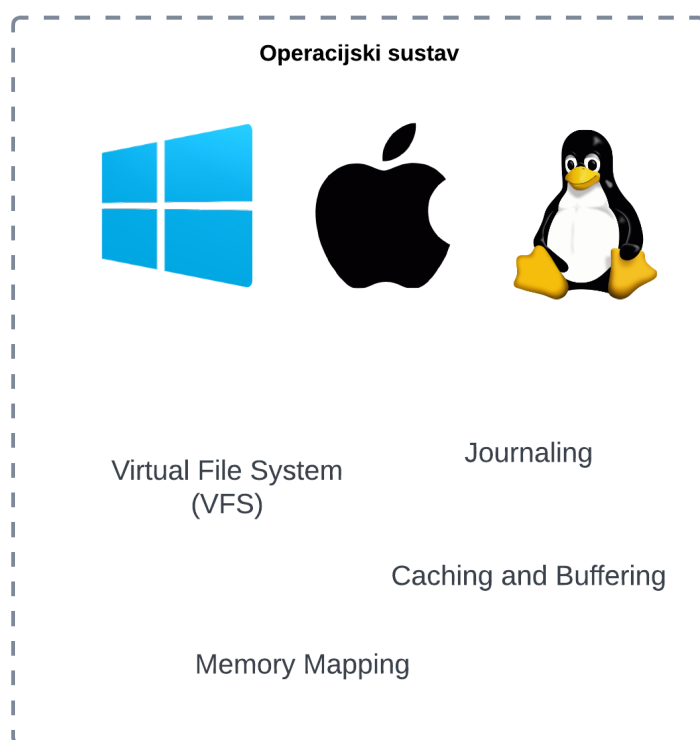 Operacijski sustav
Journaling
Virtual File System
(VFS)
Caching and Buffering
Memory Mapping